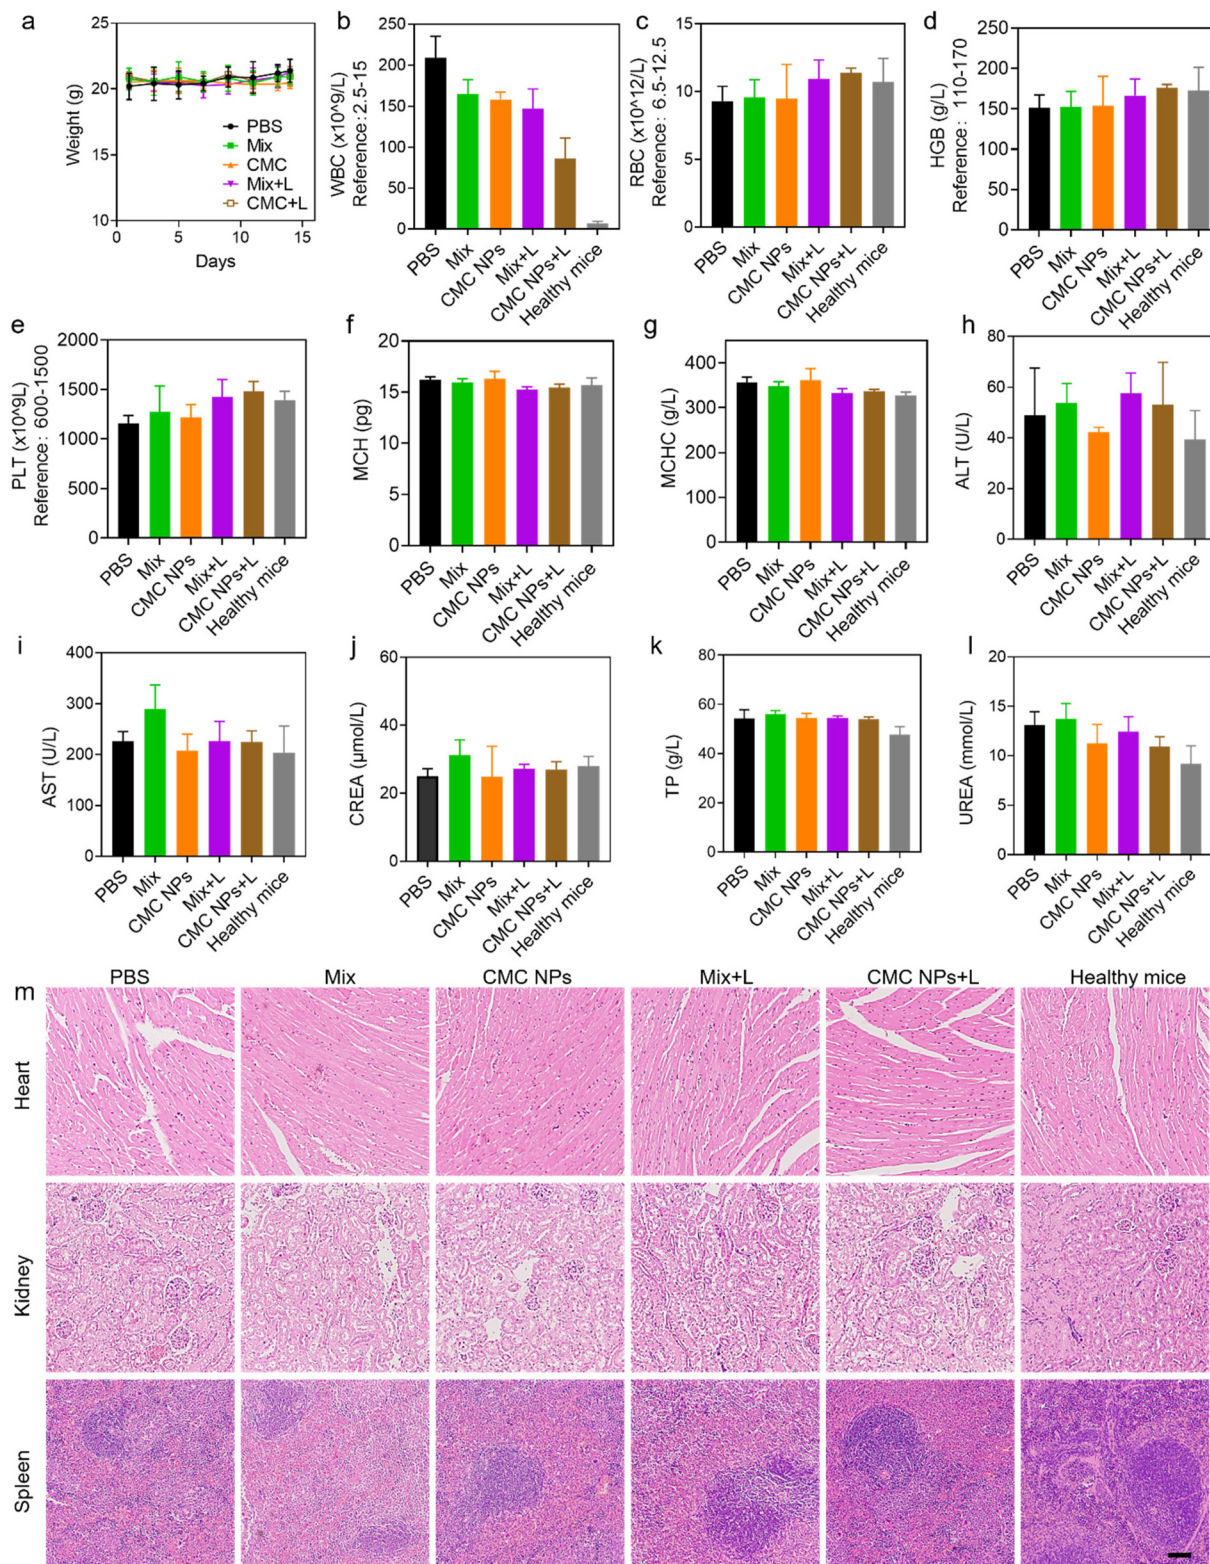 a
Weight (g)
25
20
15
10
0
5
10
15
Days
PBS
Mix
CMC
Mix+L
CMC+L
b
WBC (x10^9/L)
Reference:2.5-15
250
200
150
100
50
0
PBS
Mix
CMC NPs
Mix+L
CMC NPs+L
Healthy mice
c
RBC (x10^12/L)
Reference: 6.5-12.5
15
10
5
0
PBS
Mix
CMC NPs
Mix+L
CMC NPs+L
Healthy mice
d
HGB (g/L)
Reference: 110-170
250
200
150
100
50
0
PBS
Mix
CMC NPs
Mix+L
CMC NPs+L
Healthy mice
e
PLT (x10^9L)
Reference: 600-1500
2000
1500
1000
500
0
PBS
Mix
CMC NPs
Mix+L
CMC NPs+L
Healthy mice
f
MCH (pg)
20
15
10
5
0
PBS
Mix
CMC NPs
Mix+L
CMC NPs+L
Healthy mice
g
MCHC (g/L)
400
300
200
100
0
PBS
Mix
CMC NPs
Mix+L
CMC NPs+L
Healthy mice
h
ALT (U/L)
80
60
40
20
0
PBS
Mix
CMC NPs
Mix+L
CMC NPs+L
Healthy mice
i
AST (U/L)
400
300
200
100
0
PBS
Mix
CMC NPs
Mix+L
CMC NPs+L
Healthy mice
j
CREA (μmol/L)
60
40
20
0
PBS
Mix
CMC NPs
Mix+L
CMC NPs+L
Healthy mice
k
TP (g/L)
80
60
40
20
0
PBS
Mix
CMC NPs
Mix+L
CMC NPs+L
Healthy mice
l
UREA (mmol/L)
20
15
10
5
0
PBS
Mix
CMC NPs
Mix+L
CMC NPs+L
Healthy mice
m
PBS
Mix
CMC NPs
Mix+L
CMC NPs+L
Healthy mice
Heart
Kidney
Spleen